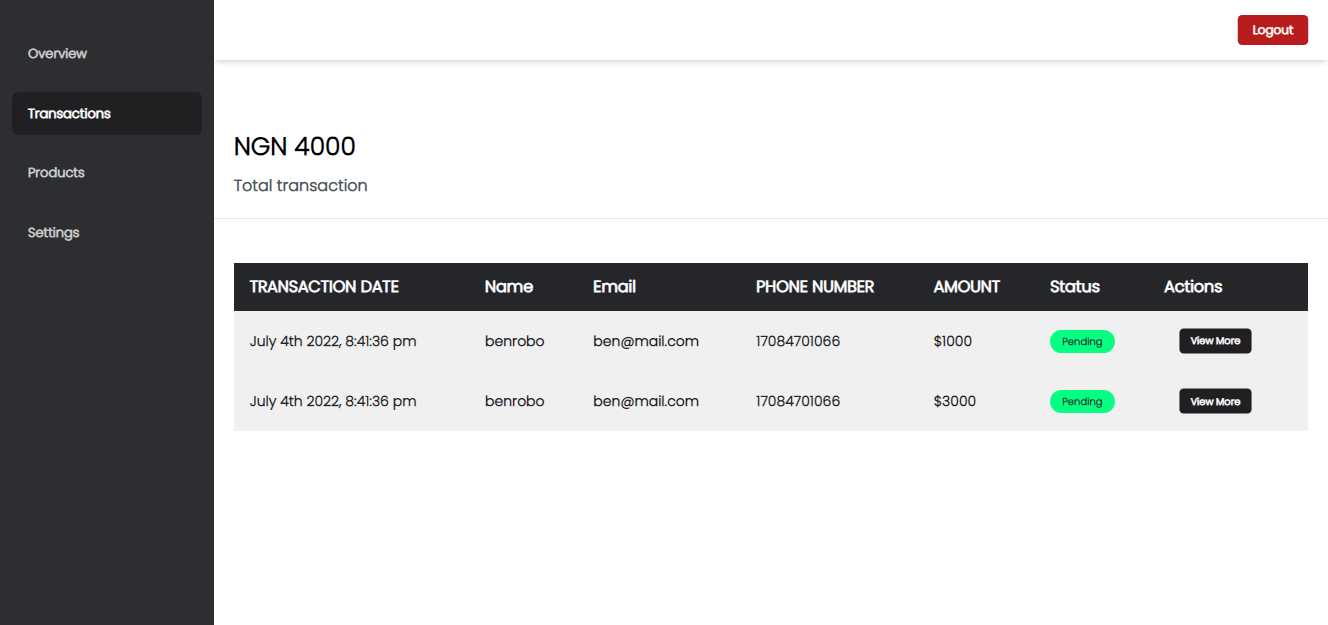 Logout
Overview
Transactions
Products
Settings
NGN 4000
Total transaction
TRANSACTION DATE Name Email PHONE NUMBER AMOUNT Status Actions
July 4th 2022, 8:41:36 pm benrobo ben@mail.com 17084701066 $1000 Pending View More
July 4th 2022, 8:41:36 pm benrobo ben@mail.com 17084701066 $3000 Pending View More